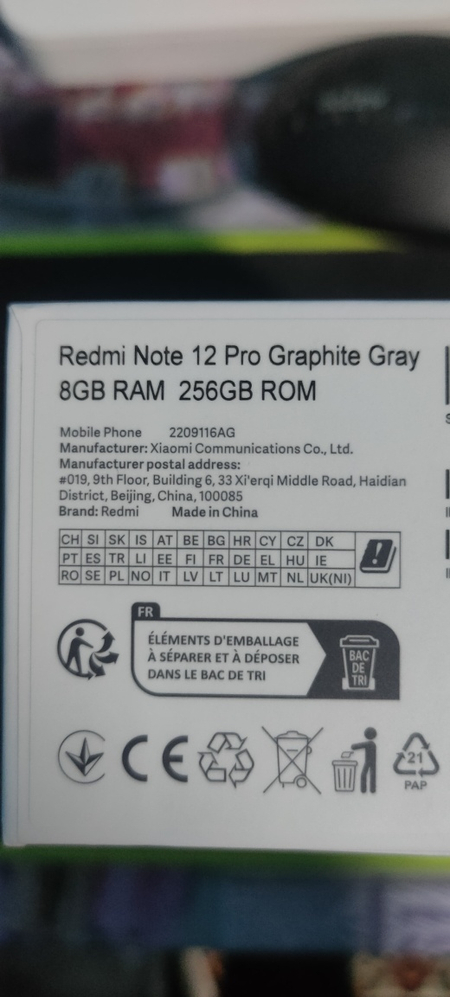 Redmi Note 12 Pro Graphite Gray
8GB RAM 256GB ROM
Mobile Phone 2209116AG
Manufacturer: Xiaomi Communications Co., Ltd.
Manufacturer postal address:
#019, 9th Floor, Building 6, 33 Xi'erqi Middle Road, Haidian
District, Beijing, China, 100085
Brand: Redmi Made in China
CH SI SK IS AT BE BG HR CY CZ DK
PT ES TR LI EE FI FR DE EL HU IE
RO SE PL NO IT LV LT LU MT NL UK(NI)
FR
ÉLÉMENTS D'EMBALLAGE
À SÉPARER ET À DÉPOSER
DANS LE BAC DE TRI
BAC
DE
TRI
CE
21
PAP